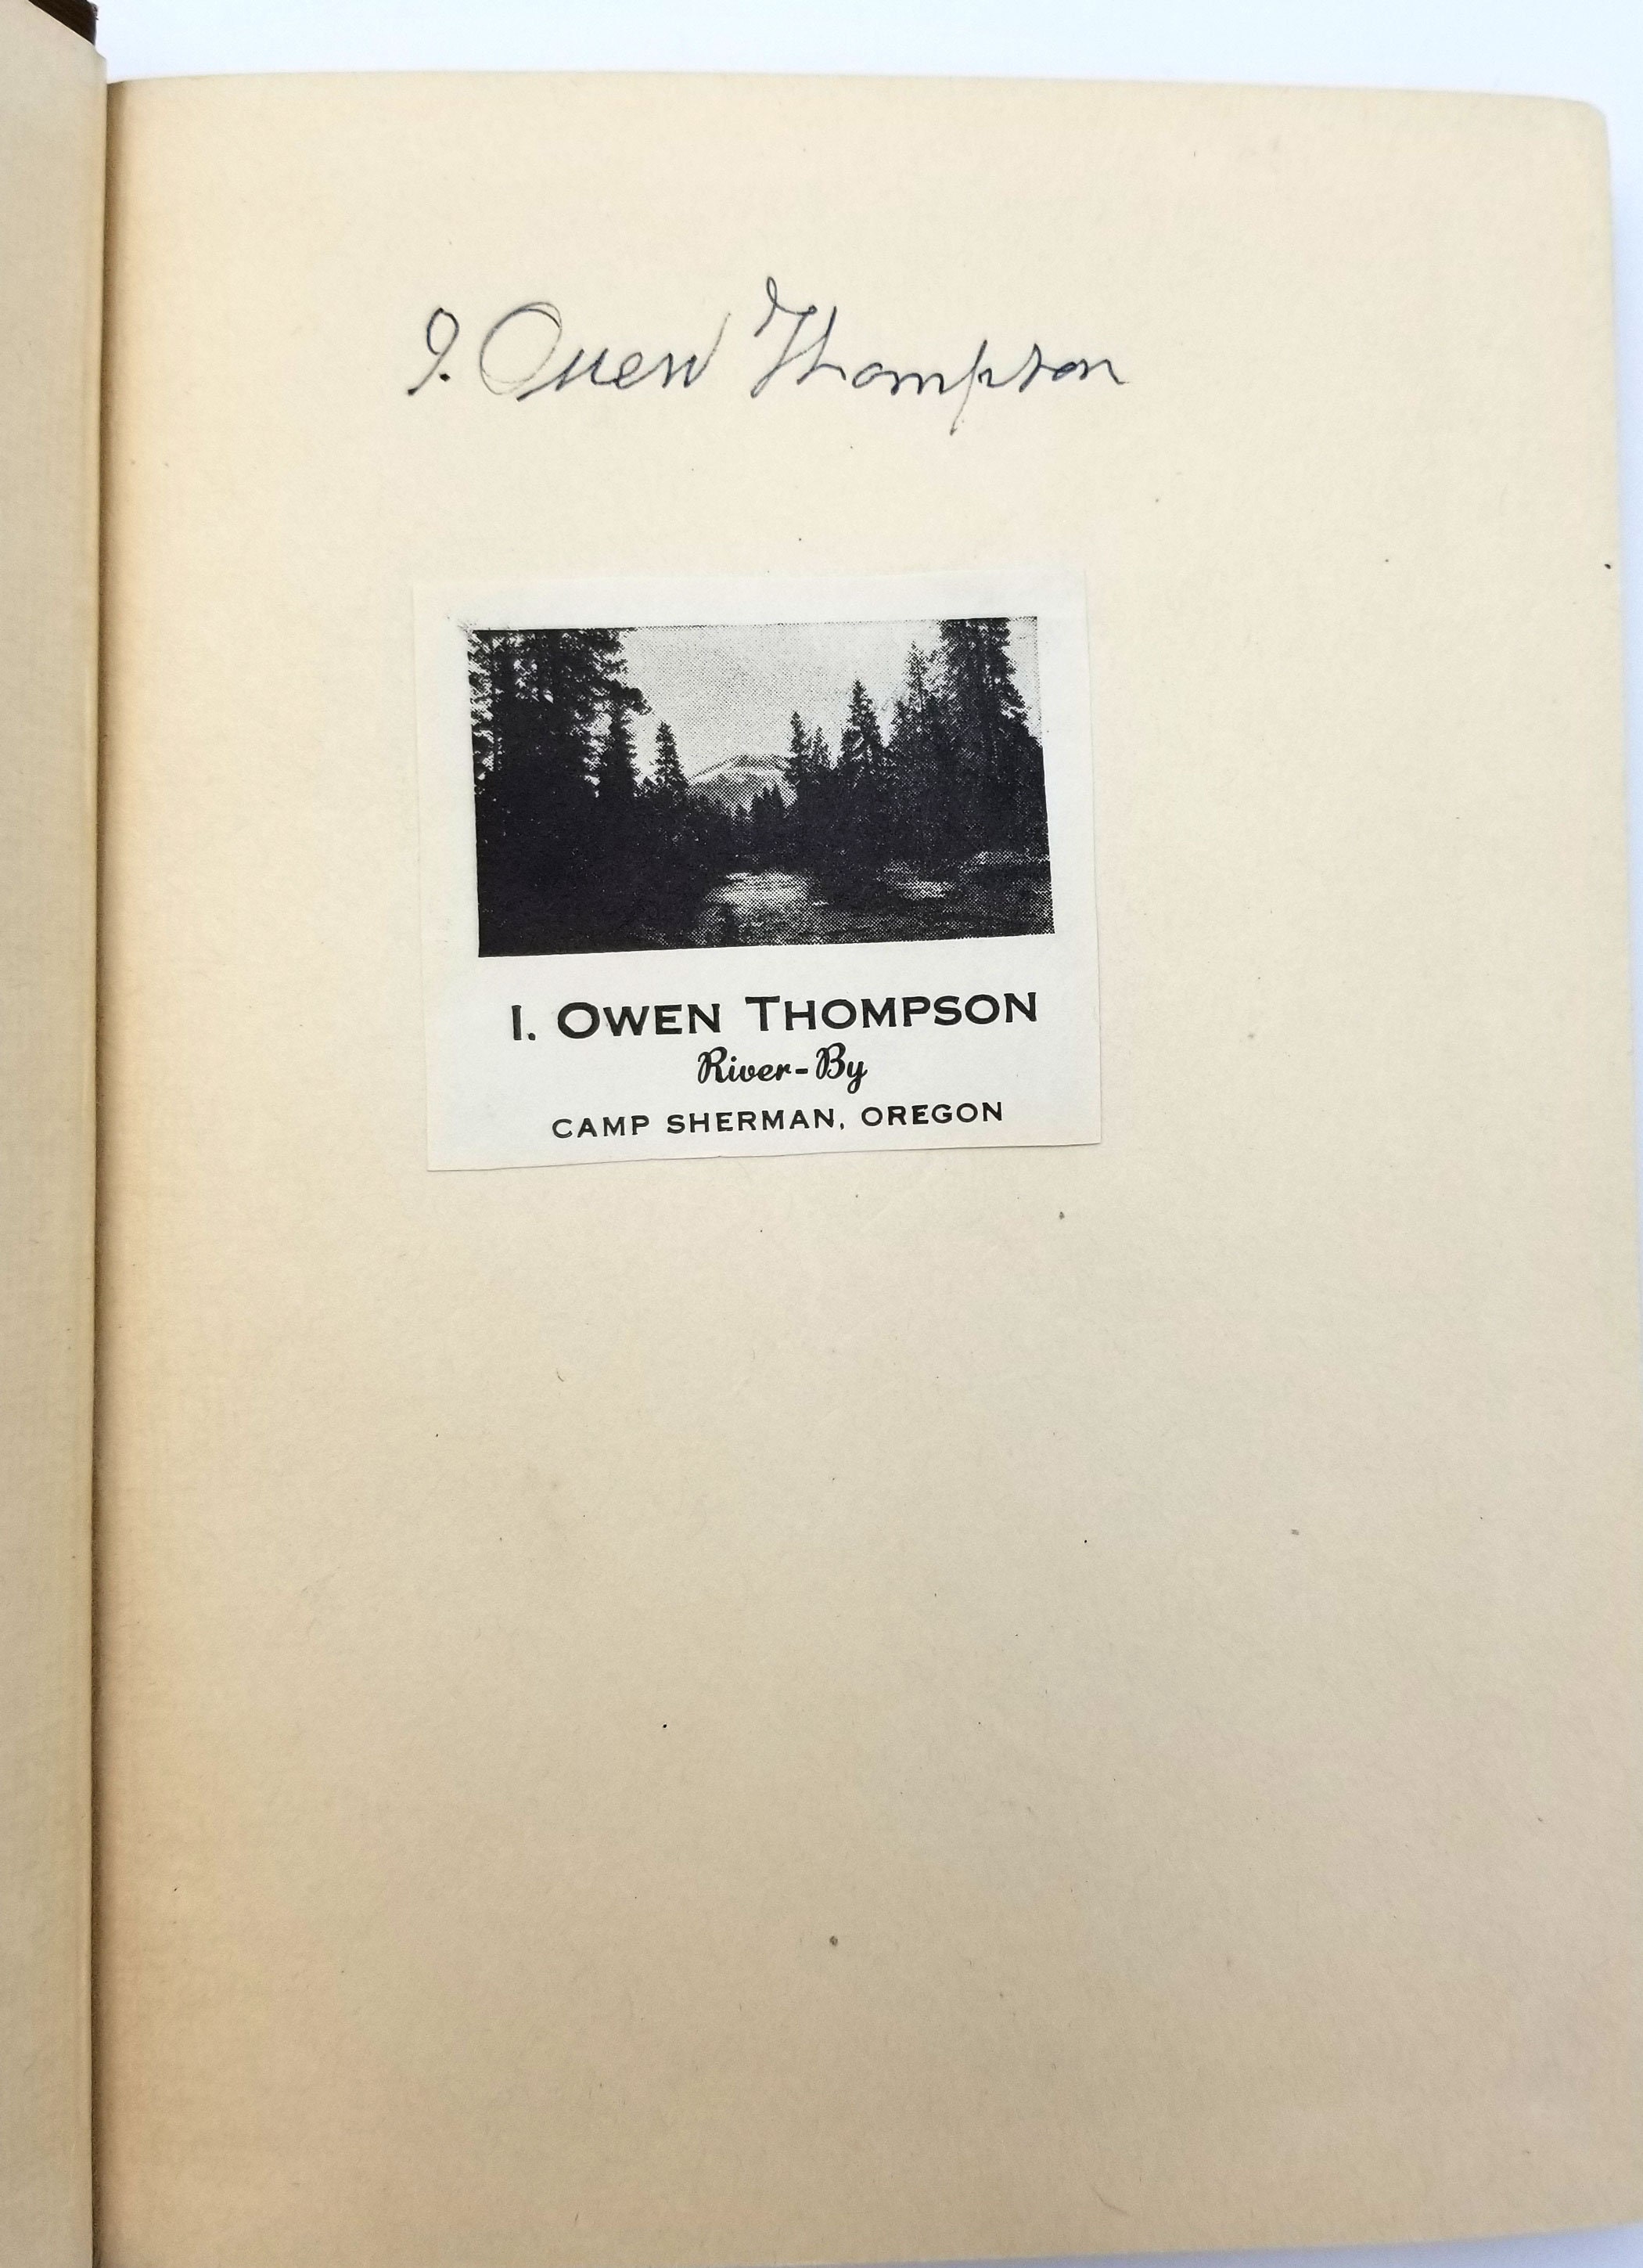 I. Owen Thompson
I. OWEN THOMPSON
River-By
CAMP SHERMAN, OREGON